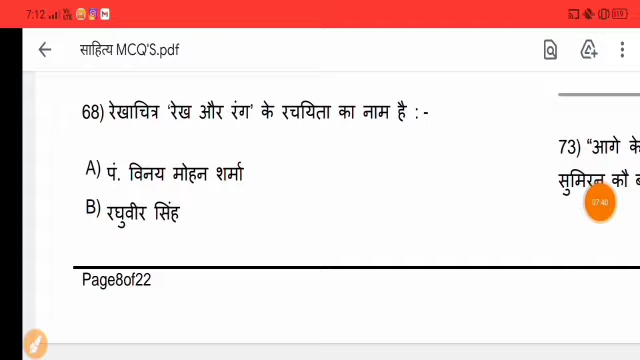 7:12
साहित्य MCQ'S.pdf
68) रेखाचित्र 'रेख और रंग' के रचयिता का नाम है : -
A) पं. विनय मोहन शर्मा
B) रघुवीर सिंह
Page8of22
73) “आगे के
सुमिरन कौ
07:40